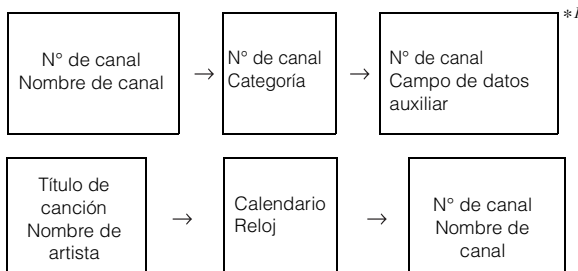 N° de canal
Nombre de canal
→
N° de canal
Categoría
→
N° de canal
Campo de datos
auxiliar
Título de
canción
Nombre de
artista
→
Calendario
Reloj
→
N° de canal
Nombre de
canal